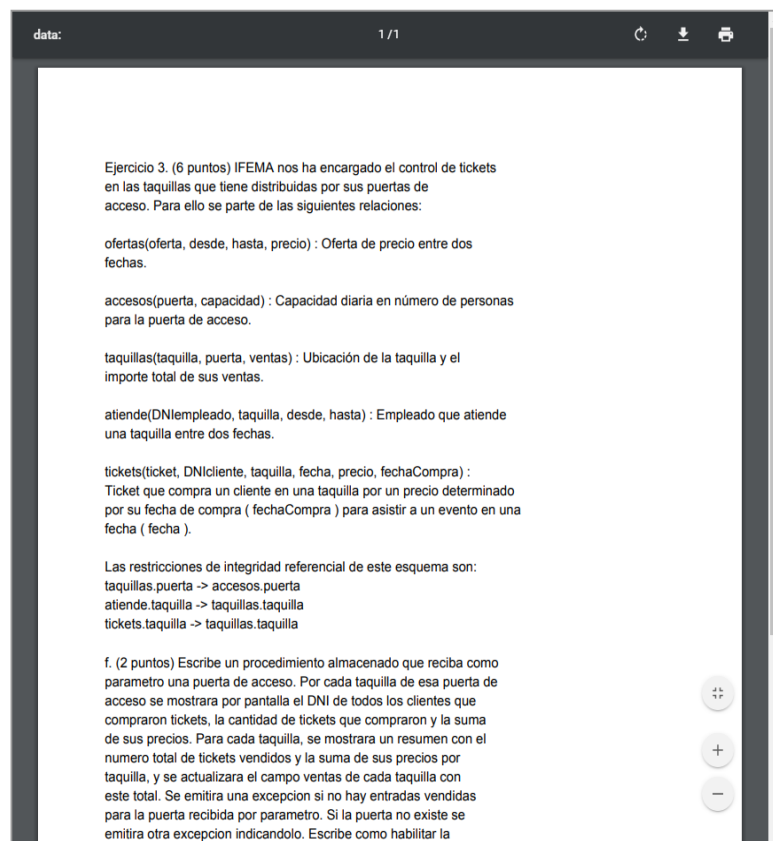 data:
1 / 1
Ejercicio 3. (6 puntos) IFEMA nos ha encargado el control de tickets
en las taquillas que tiene distribuidas por sus puertas de
acceso. Para ello se parte de las siguientes relaciones:
ofertas(oferta, desde, hasta, precio) : Oferta de precio entre dos
fechas.
accesos(puerta, capacidad) : Capacidad diaria en número de personas
para la puerta de acceso.
taquillas(taquilla, puerta, ventas) : Ubicación de la taquilla y el
importe total de sus ventas.
atiende(DNIempleado, taquilla, desde, hasta) : Empleado que atiende
una taquilla entre dos fechas.
tickets(ticket, DNIcliente, taquilla, fecha, precio, fechaCompra) :
Ticket que compra un cliente en una taquilla por un precio determinado
por su fecha de compra ( fechaCompra ) para asistir a un evento en una
fecha ( fecha ).
Las restricciones de integridad referencial de este esquema son:
taquillas.puerta -> accesos.puerta
atiende.taquilla -> taquillas.taquilla
tickets.taquilla -> taquillas.taquilla
f. (2 puntos) Escribe un procedimiento almacenado que reciba como
parametro una puerta de acceso. Por cada taquilla de esa puerta de
acceso se mostrara por pantalla el DNI de todos los clientes que
compraron tickets, la cantidad de tickets que compraron y la suma
de sus precios. Para cada taquilla, se mostrara un resumen con el
numero total de tickets vendidos y la suma de sus precios por
taquilla, y se actualizara el campo ventas de cada taquilla con
este total. Se emitira una excepcion si no hay entradas vendidas
para la puerta recibida por parametro. Si la puerta no existe se
emitira otra excepcion indicandolo. Escribe como habilitar la